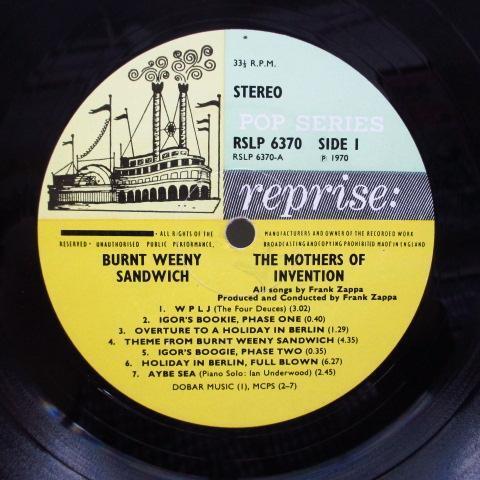 33⅓ R.P.M.
STEREO
POP SERIES
RSLP 6370 SIDE 1
RSLP 6370-A P 1970
reprise:
• ALL RIGHTS OF THE MANUFACTURERS AND OWNER OF THE RECORDED WORK
RESERVED • UNAUTHORISED PUBLIC PERFORMANCE, BROADCASTING AND COPYING PROHIBITED MADE IN ENGLAND
BURNT WEENY
SANDWICH
THE MOTHERS OF
INVENTION
All songs by Frank Zappa
Produced and Conducted by Frank Zappa
1. W P L J (The Four Deuces) (3.02)
2. IGOR'S BOOKIE, PHASE ONE (0.40)
3. OVERTURE TO A HOLIDAY IN BERLIN (1.29)
4. THEME FROM BURNT WEENY SANDWICH (4.35)
5. IGOR'S BOOGIE, PHASE TWO (0.35)
6. HOLIDAY IN BERLIN, FULL BLOWN (6.27)
7. AYBE SEA (Piano Solo: Ian Underwood) (2.45)
DOBAR MUSIC (1), MCPS (2–7)